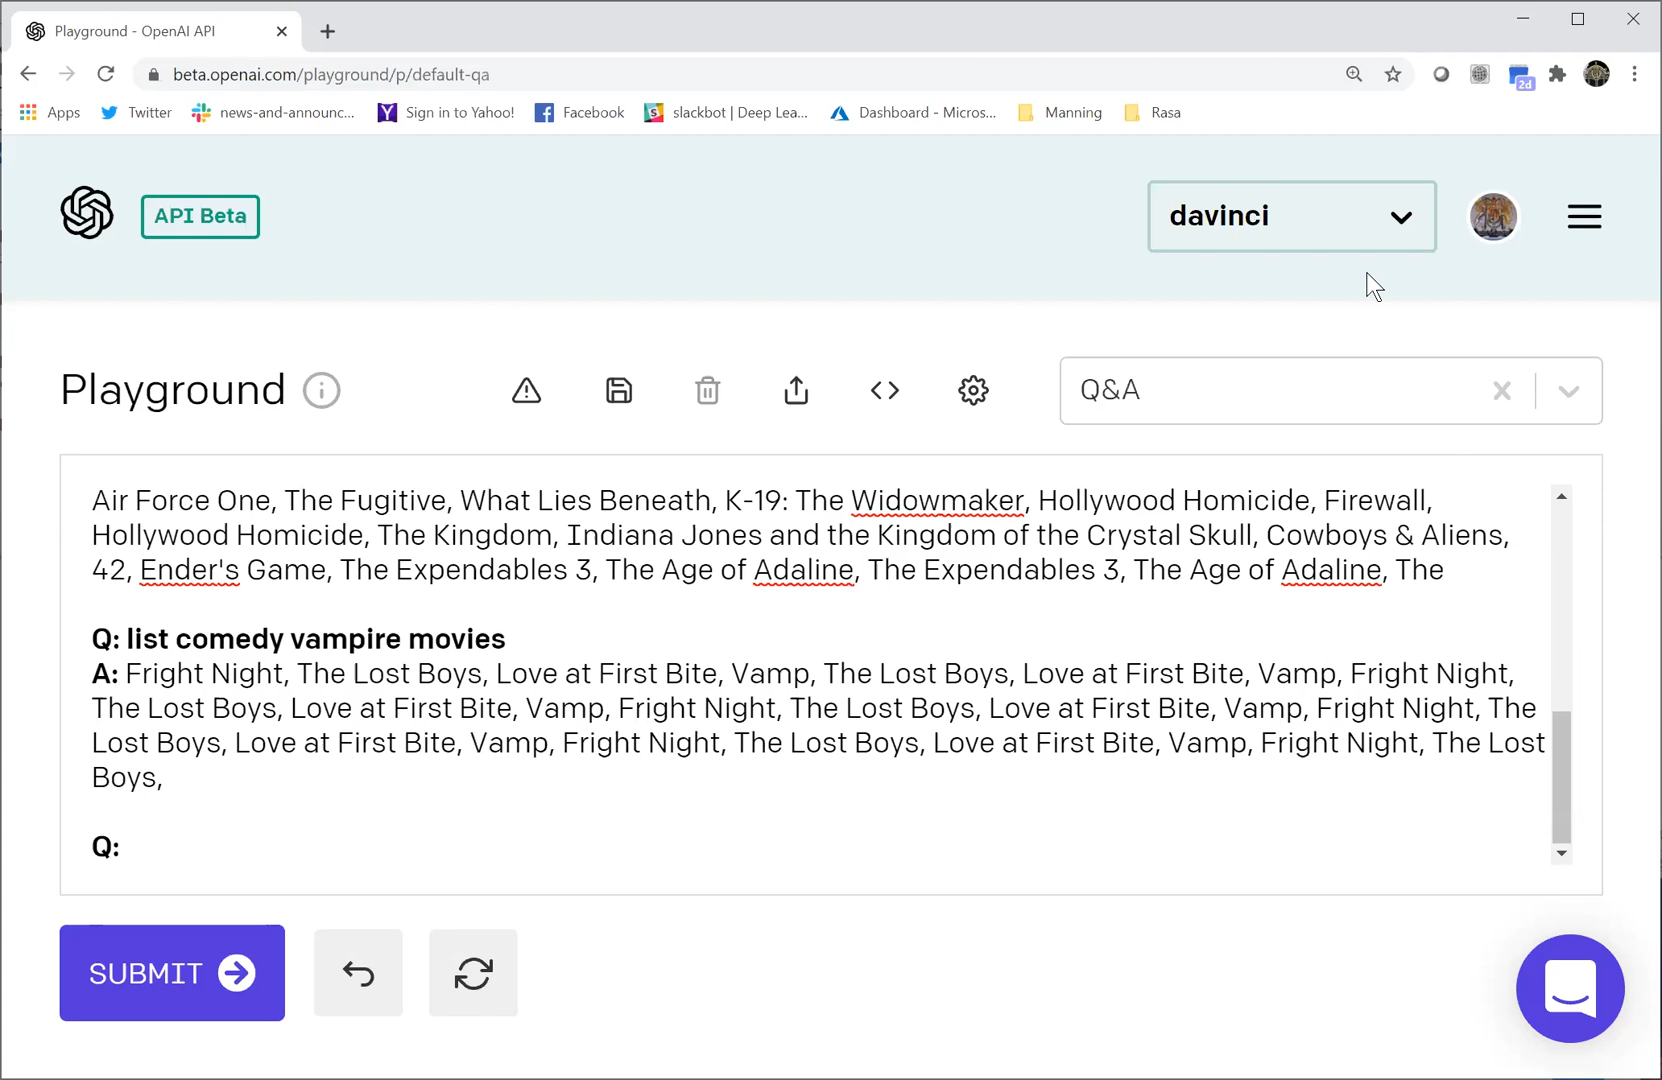 Playground - OpenAI API
beta.openai.com/playground/p/default-qa
2d
Apps Twitter news-and-announc... Sign in to Yahoo! Facebook slackbot | Deep Lea... Dashboard - Micros... Manning Rasa
API Beta
davinci
Playground
Q&A
Air Force One, The Fugitive, What Lies Beneath, K-19: The Widowmaker, Hollywood Homicide, Firewall,
Hollywood Homicide, The Kingdom, Indiana Jones and the Kingdom of the Crystal Skull, Cowboys & Aliens,
42, Ender's Game, The Expendables 3, The Age of Adaline, The Expendables 3, The Age of Adaline, The
Q: list comedy vampire movies
A: Fright Night, The Lost Boys, Love at First Bite, Vamp, The Lost Boys, Love at First Bite, Vamp, Fright Night,
The Lost Boys, Love at First Bite, Vamp, Fright Night, The Lost Boys, Love at First Bite, Vamp, Fright Night, The
Lost Boys, Love at First Bite, Vamp, Fright Night, The Lost Boys, Love at First Bite, Vamp, Fright Night, The Lost
Boys,
Q:
SUBMIT